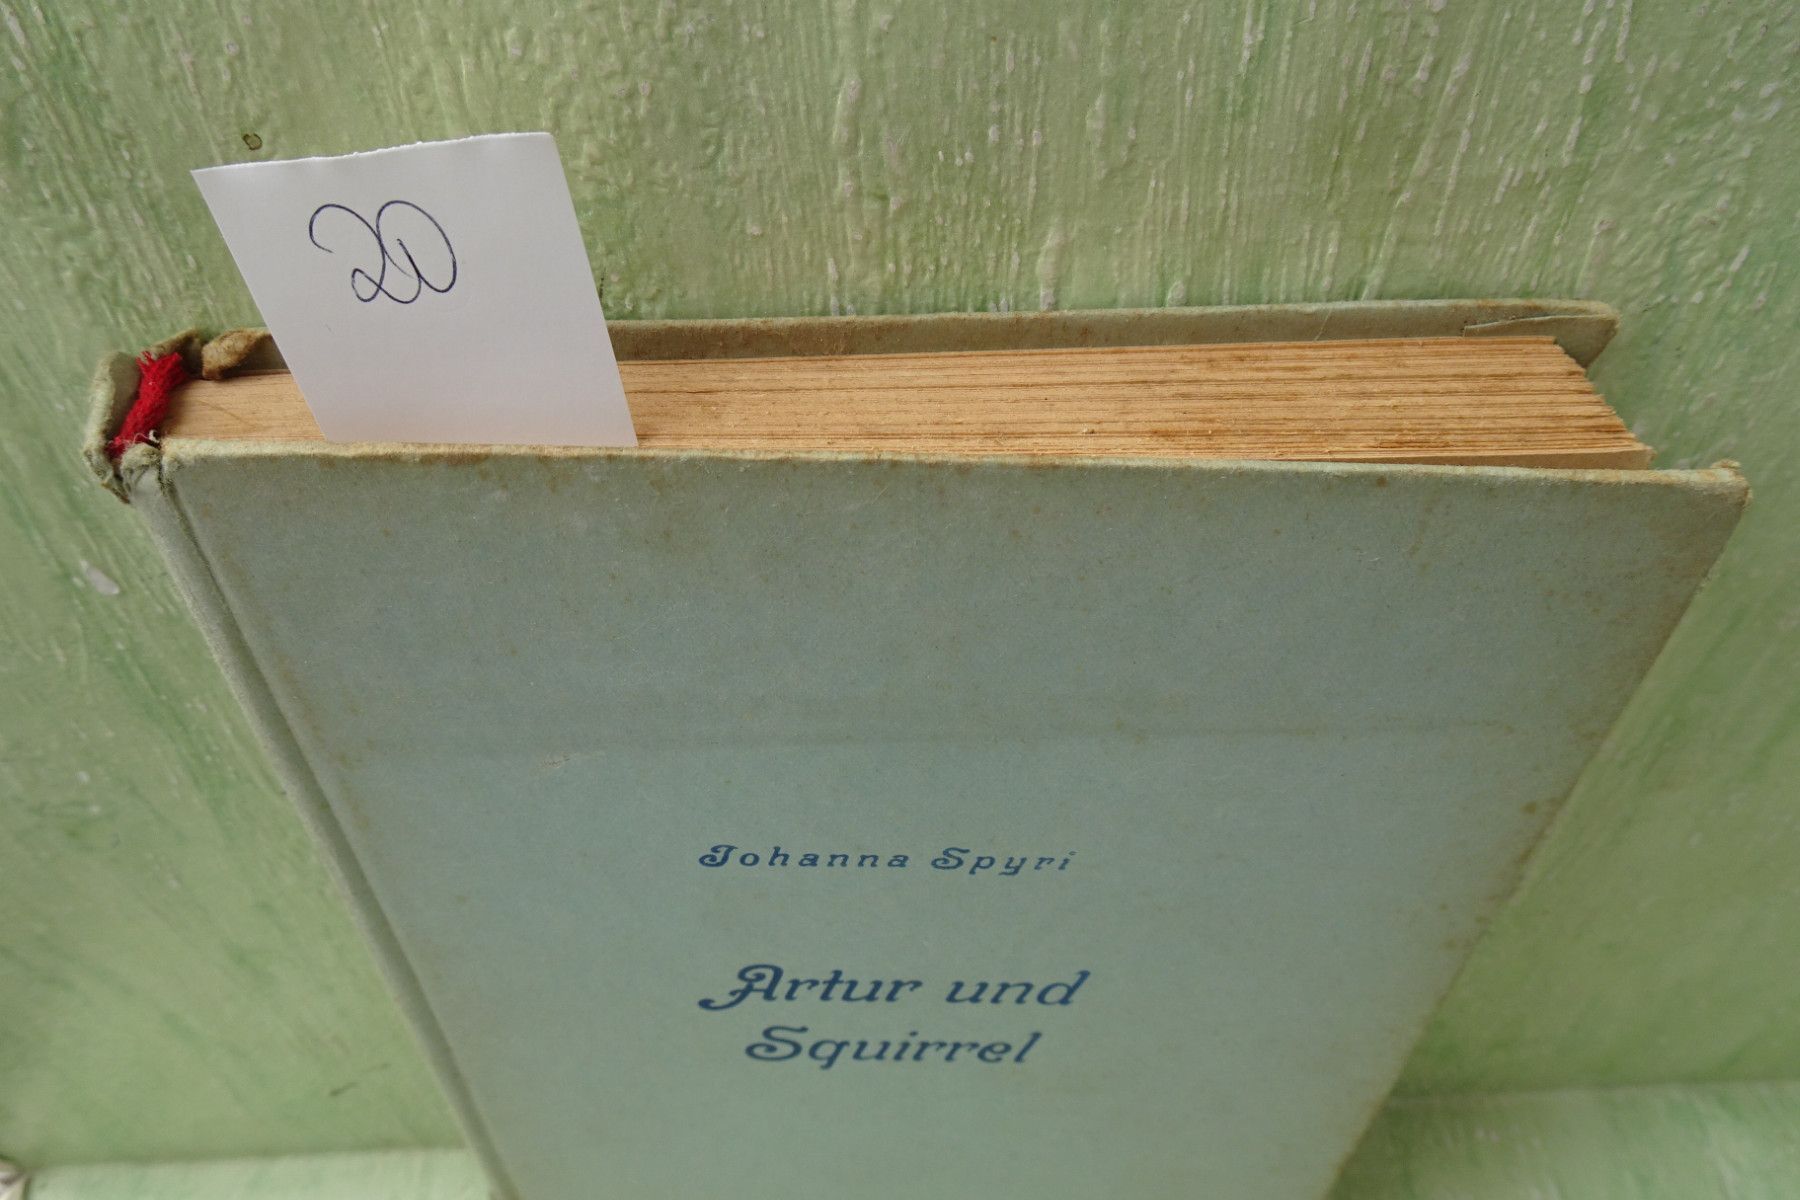 20
Johanna Spyri
Artur und
Squirrel